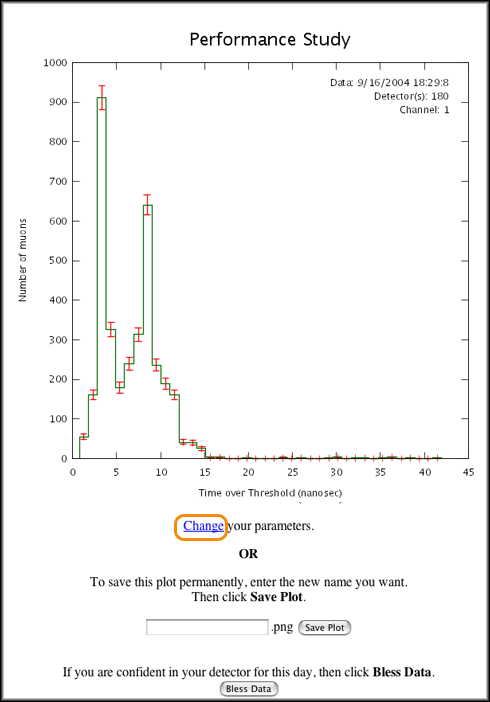 Performance Study
Data: 9/16/2004 18:29:8
Detector(s): 180
Channel: 1
Number of muons
1000
900
800
700
600
500
400
300
200
100
0
0 5 10 15 20 25 30 35 40 45
Time over Threshold (nanosec)
Change your parameters.
OR
To save this plot permanently, enter the new name you want.
Then click Save Plot.
.png Save Plot
If you are confident in your detector for this day, then click Bless Data.
Bless Data